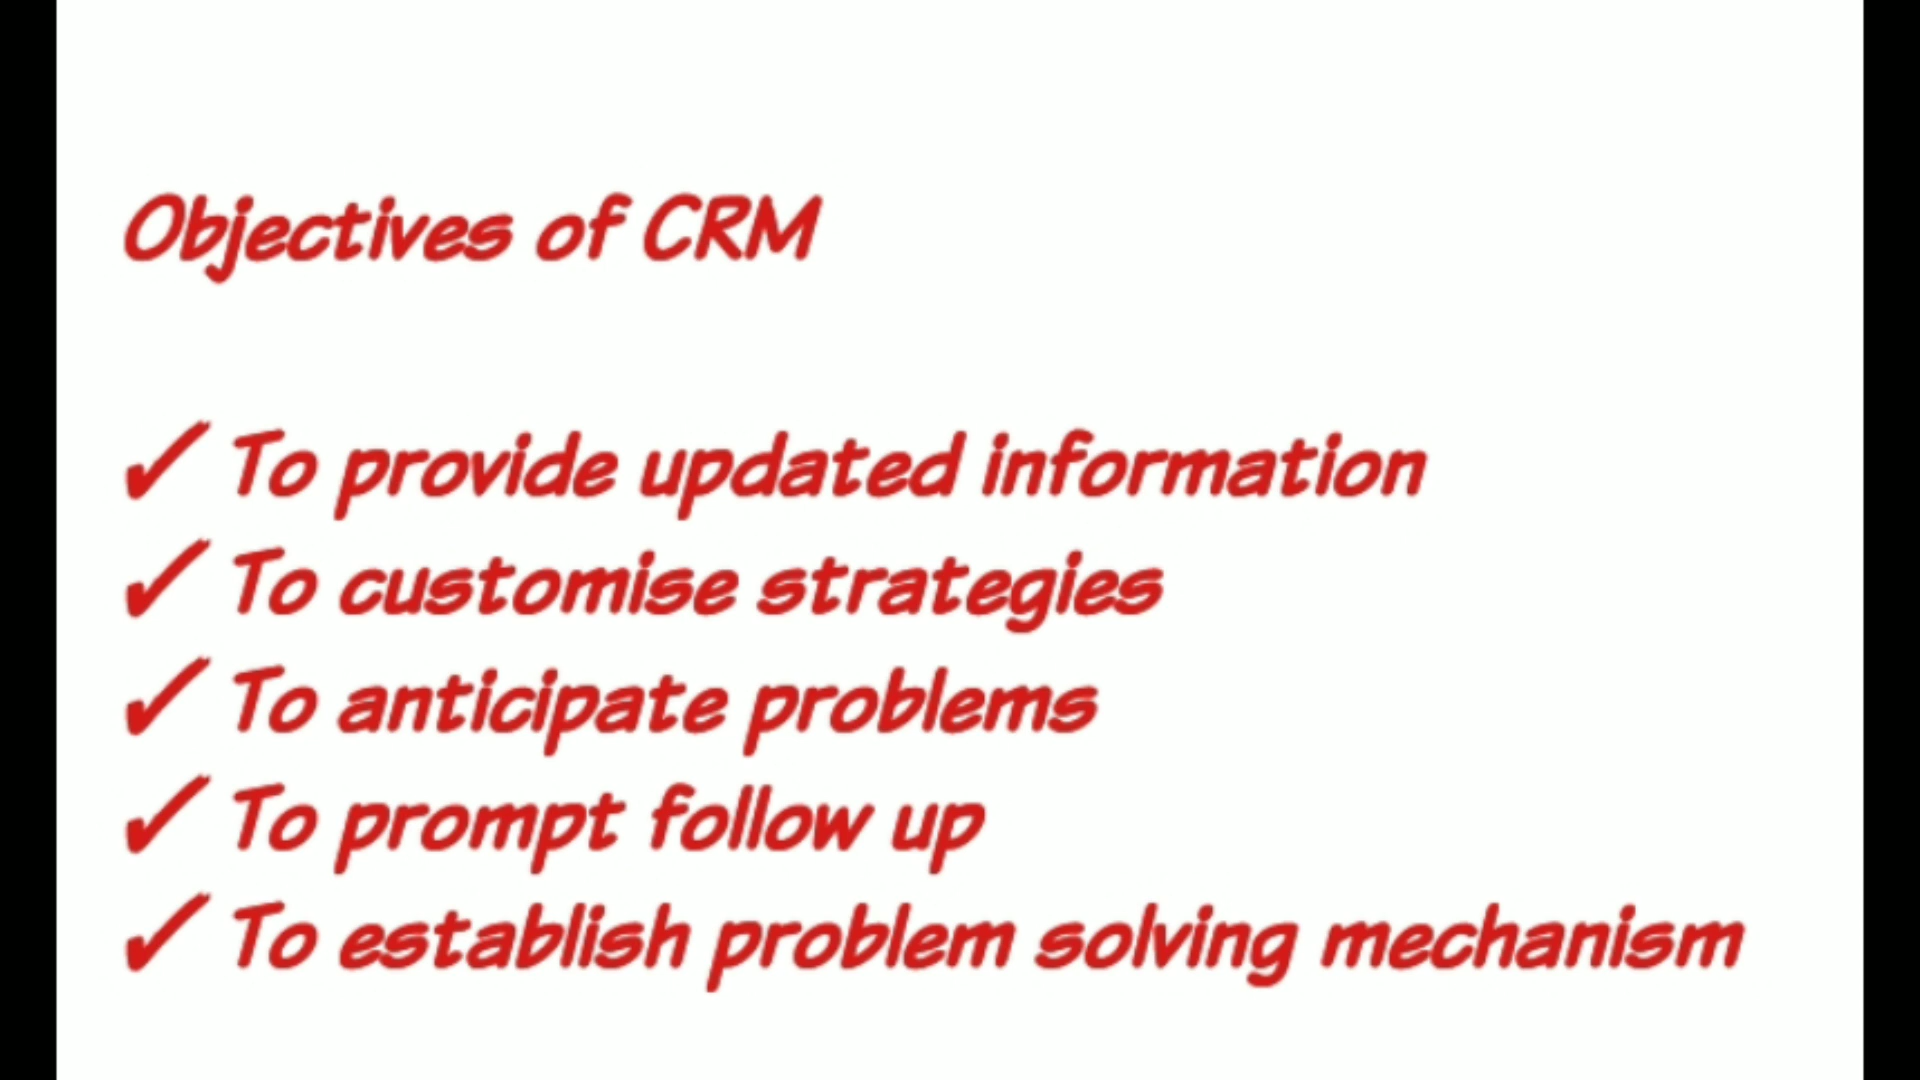 Objectives of CRM
✓ To provide updated information
✓ To customise strategies
✓ To anticipate problems
✓ To prompt follow up
✓ To establish problem solving mechanism